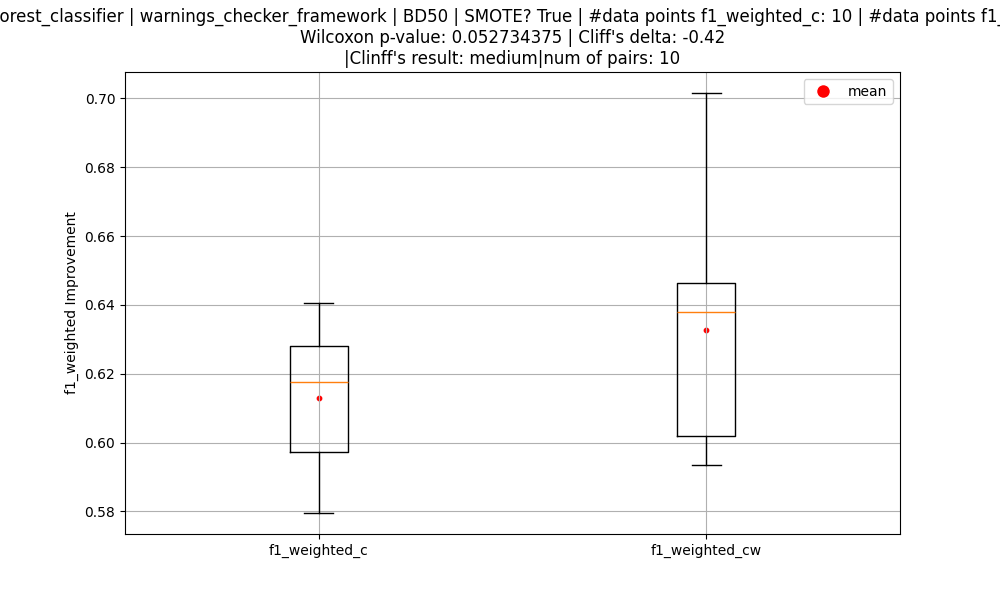 orest_classifier | warnings_checker_framework | BD50 | SMOTE? True | #data points f1_weighted_c: 10 | #data points f1_
Wilcoxon p-value: 0.052734375 | Cliff's delta: -0.42
|Clinff's result: medium|num of pairs: 10
mean
0.70
0.68
0.66
0.64
0.62
0.60
0.58
f1_weighted Improvement
f1_weighted_c
f1_weighted_cw